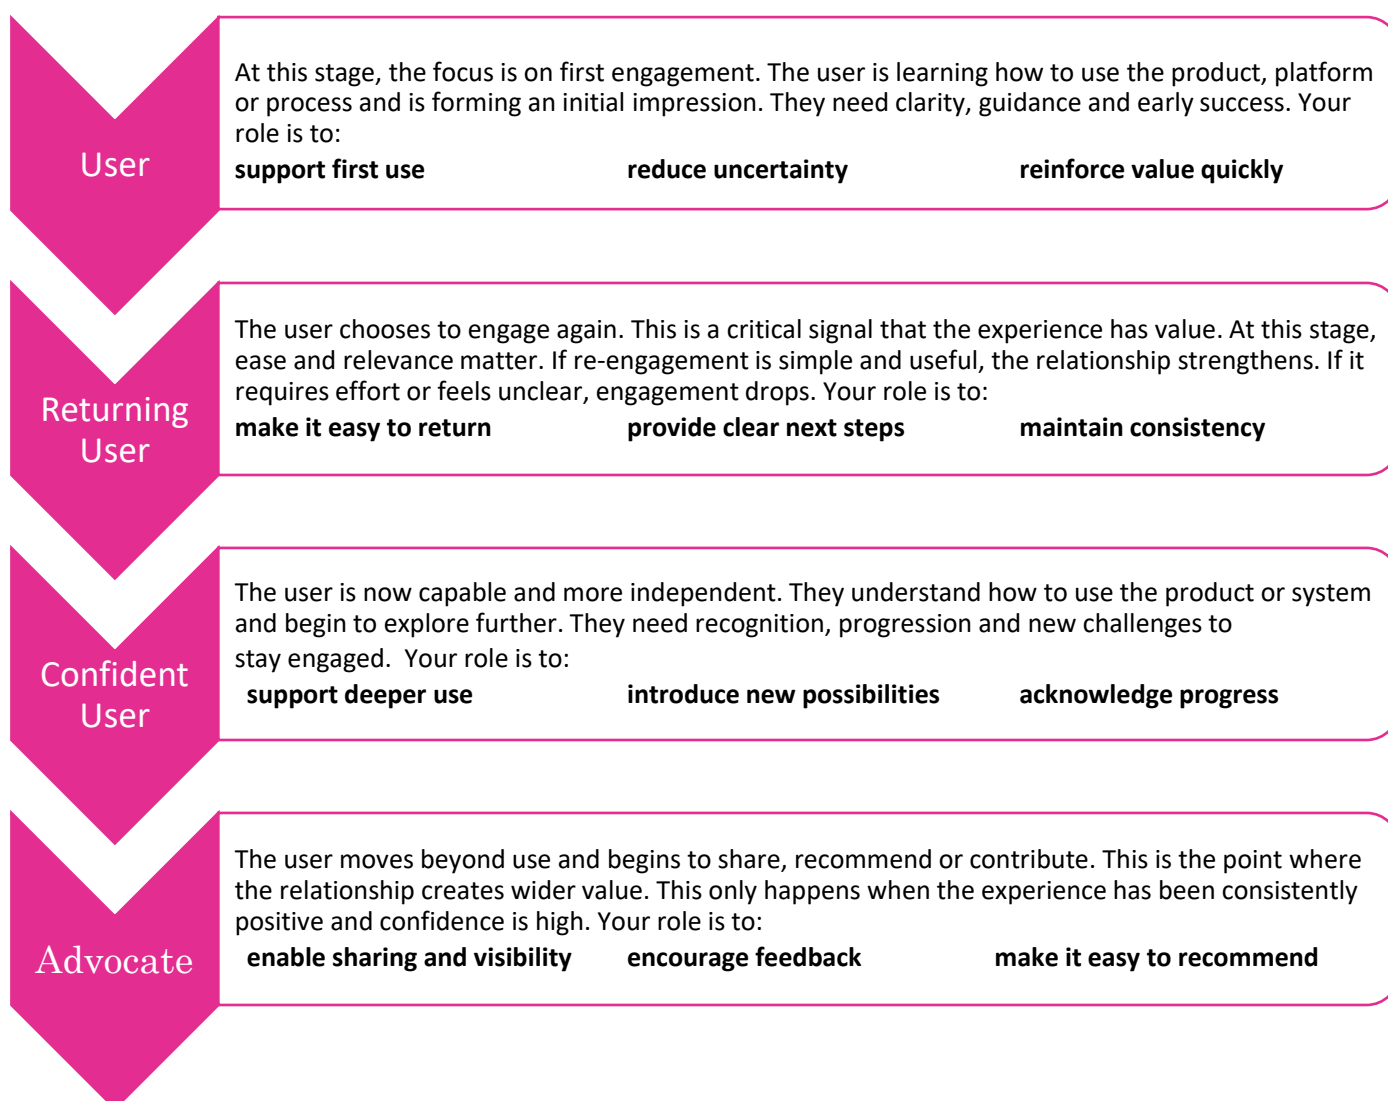 User
At this stage, the focus is on first engagement. The user is learning how to use the product, platform
or process and is forming an initial impression. They need clarity, guidance and early success. Your
role is to:
support first use reduce uncertainty reinforce value quickly
Returning
User
The user chooses to engage again. This is a critical signal that the experience has value. At this stage,
ease and relevance matter. If re-engagement is simple and useful, the relationship strengthens. If it
requires effort or feels unclear, engagement drops. Your role is to:
make it easy to return provide clear next steps maintain consistency
Confident
User
The user is now capable and more independent. They understand how to use the product or system
and begin to explore further. They need recognition, progression and new challenges to
stay engaged. Your role is to:
support deeper use introduce new possibilities acknowledge progress
Advocate
The user moves beyond use and begins to share, recommend or contribute. This is the point where
the relationship creates wider value. This only happens when the experience has been consistently
positive and confidence is high. Your role is to:
enable sharing and visibility encourage feedback make it easy to recommend